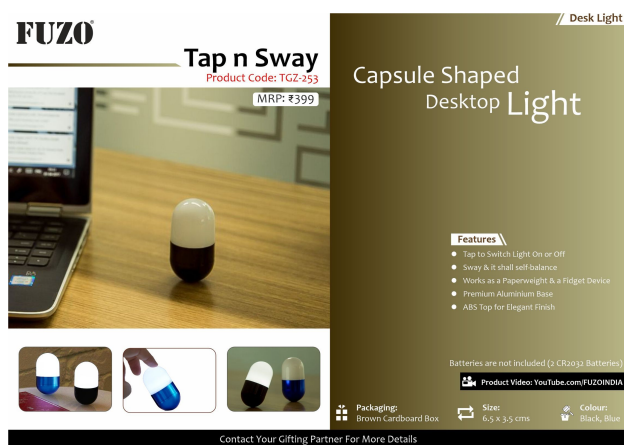 FUZO
Tap n Sway
Product Code: TGZ-253
MRP: ₹399
Desk Light
Capsule Shaped
Desktop Light
Features
Tap to Switch Light On or Off
Sway & it shall self-balance
Works as a Paperweight & a Fidget Device
Premium Aluminium Base
ABS Top for Elegant Finish
Batteries are not included (2 CR2032 Batteries)
Product Video: YouTube.com/FUZOINDIA
Packaging:
Brown Cardboard Box
Size:
6.5 x 3.5 cms
Colour:
Black, Blue
Contact Your Gifting Partner For More Details